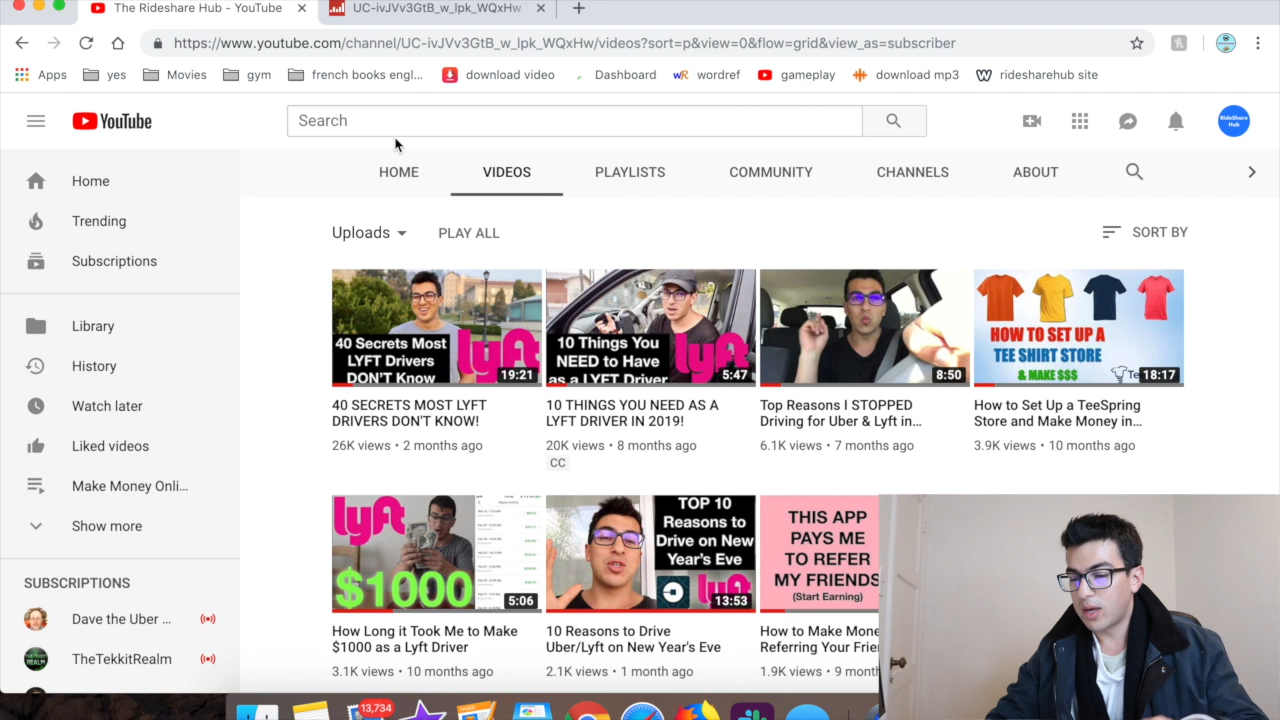 The Rideshare Hub - YouTube
UC-ivJVv3GtB_w_lpk_WQxHw
https://www.youtube.com/channel/UC-ivJVv3GtB_w_lpk_WQxHw/videos?sort=p&view=0&flow=grid&view_as=subscriber
Apps yes Movies gym french books engl... download video Dashboard wordref gameplay download mp3 ridesharehub site
YouTube
Search
RideShare
Hub
HOME VIDEOS PLAYLISTS COMMUNITY CHANNELS ABOUT
Home
Trending
Subscriptions
Library
History
Watch later
Liked videos
Make Money Onli...
Show more
SUBSCRIPTIONS
Dave the Uber ...
TheTekkitRealm
Uploads PLAY ALL SORT BY
40 Secrets Most
LYFT Drivers
DON'T Know
lyft
19:21
40 SECRETS MOST LYFT
DRIVERS DON'T KNOW!
26K views • 2 months ago
10 Things You
NEED to Have
as a LYFT Driver
lyft
5:47
10 THINGS YOU NEED AS A
LYFT DRIVER IN 2019!
20K views • 8 months ago
CC
8:50
Top Reasons I STOPPED
Driving for Uber & Lyft in...
6.1K views • 7 months ago
HOW TO SET UP A
TEE SHIRT STORE
& MAKE $$$
18:17
How to Set Up a TeeSpring
Store and Make Money in...
3.9K views • 10 months ago
lyft
$1000
5:06
How Long it Took Me to Make
$1000 as a Lyft Driver
3.1K views • 10 months ago
TOP 10
Reasons to
Drive on New
Year's Eve
lyft
13:53
10 Reasons to Drive
Uber/Lyft on New Year's Eve
2.1K views • 1 month ago
THIS APP
PAYS ME
TO REFER
MY FRIENDS
(Start Earning)
How to Make Mone
Referring Your Frie
1.9K views • 9 mon
13,734